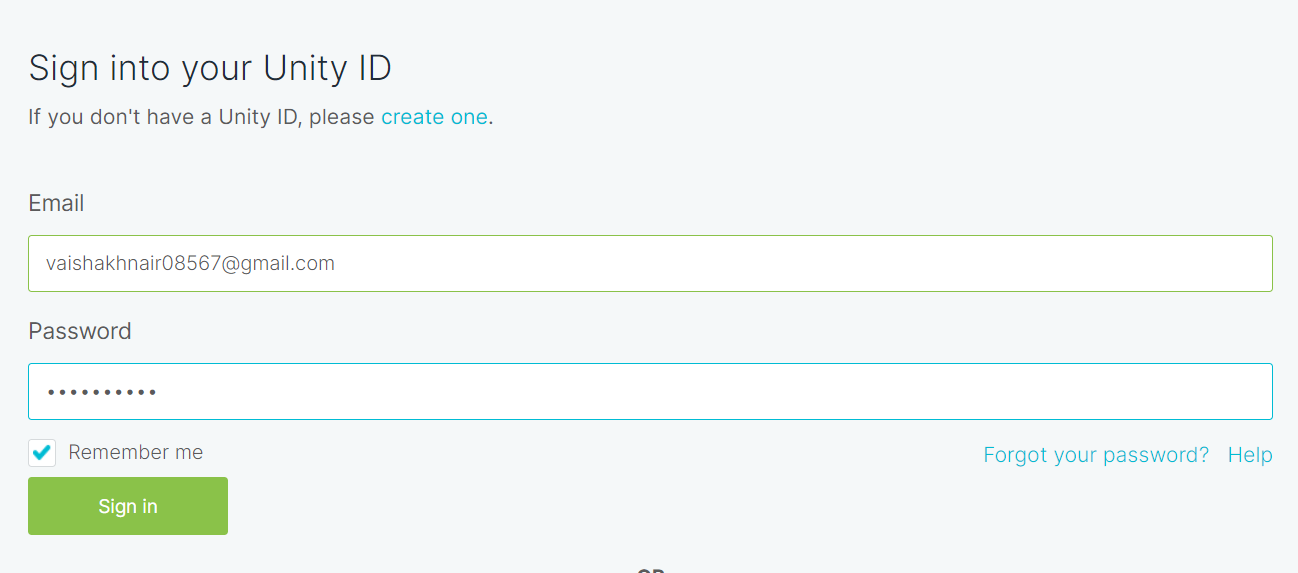 Sign into your Unity ID
If you don't have a Unity ID, please create one.
Email
vaishakhnair08567@gmail.com
Password
••••••••••
Remember me
Forgot your password? Help
Sign in